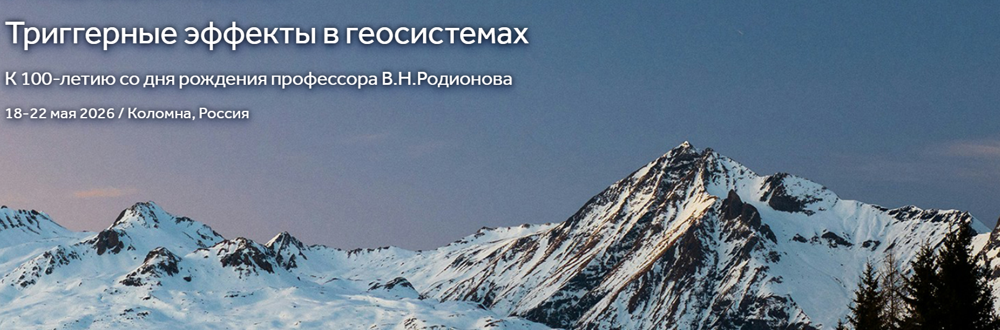 Триггерные эффекты в геосистемах
К 100-летию со дня рождения профессора В.Н.Родионова
18-22 мая 2026 / Коломна, Россия